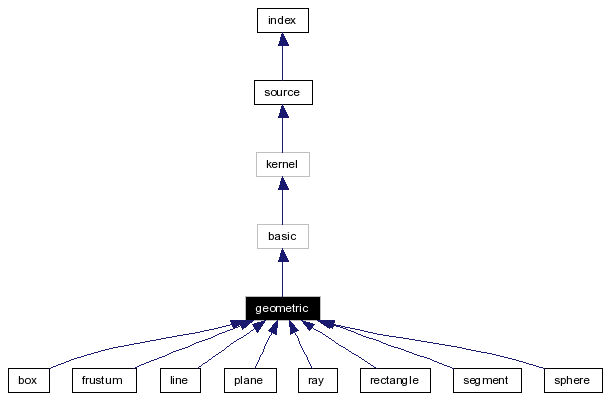 index
source
kernel
basic
geometric
box
frustum
line
plane
ray
rectangle
segment
sphere